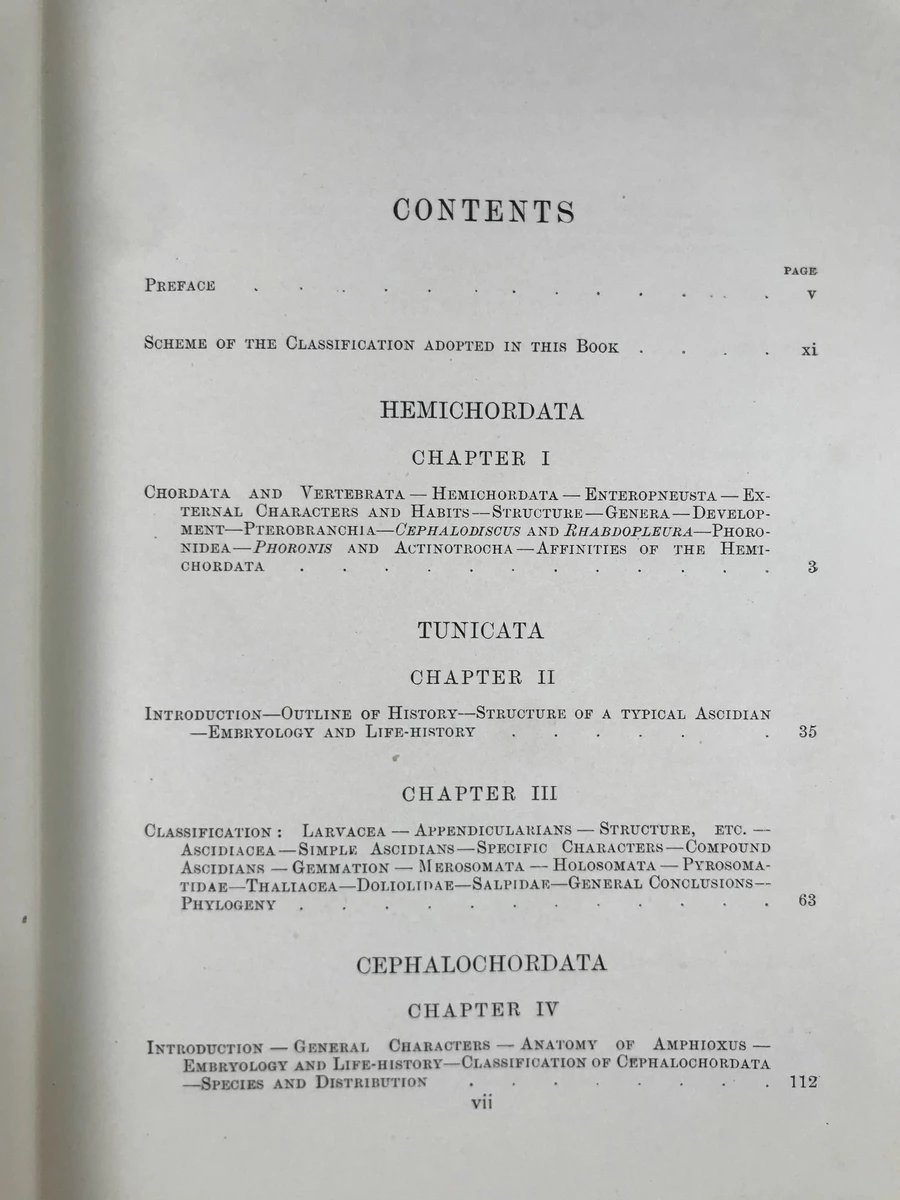 CONTENTS
PAGE
PREFACE . . . . . . . . . . . . . v
SCHEME OF THE CLASSIFICATION ADOPTED IN THIS BOOK . . . . xi
HEMICHORDATA
CHAPTER I
CHORDATA AND VERTEBRATA — HEMICHORDATA — ENTEROPNEUSTA — EX-
TERNAL CHARACTERS AND HABITS — STRUCTURE — GENERA — DEVELOP-
MENT—PTEROBRANCHIA—CEPHALODISCUS AND RHABDOPLEURA—PHORO-
NIDEA—PHORONIS AND ACTINOTROCHA—AFFINITIES OF THE HEMI-
CHORDATA . . . . . . . . . . . . 3
TUNICATA
CHAPTER II
INTRODUCTION—OUTLINE OF HISTORY—STRUCTURE OF A TYPICAL ASCIDIAN
—EMBRYOLOGY AND LIFE-HISTORY . . . . . . 35
CHAPTER III
CLASSIFICATION: LARVACEA — APPENDICULARIANS — STRUCTURE, ETC. —
ASCIDIACEA—SIMPLE ASCIDIANS—SPECIFIC CHARACTERS—COMPOUND
ASCIDIANS — GEMMATION — MEROSOMATA — HOLOSOMATA — PYROSOMA-
TIDAE—THALIACEA—DOLIOLIDAE—SALPIDAE—GENERAL CONCLUSIONS—
PHYLOGENY . . . . . . . . . . . . 63
CEPHALOCHORDATA
CHAPTER IV
INTRODUCTION — GENERAL CHARACTERS — ANATOMY OF AMPHIOXUS —
EMBRYOLOGY AND LIFE-HISTORY—CLASSIFICATION OF CEPHALOCHORDATA
—SPECIES AND DISTRIBUTION . . . . . . . . 112
vii